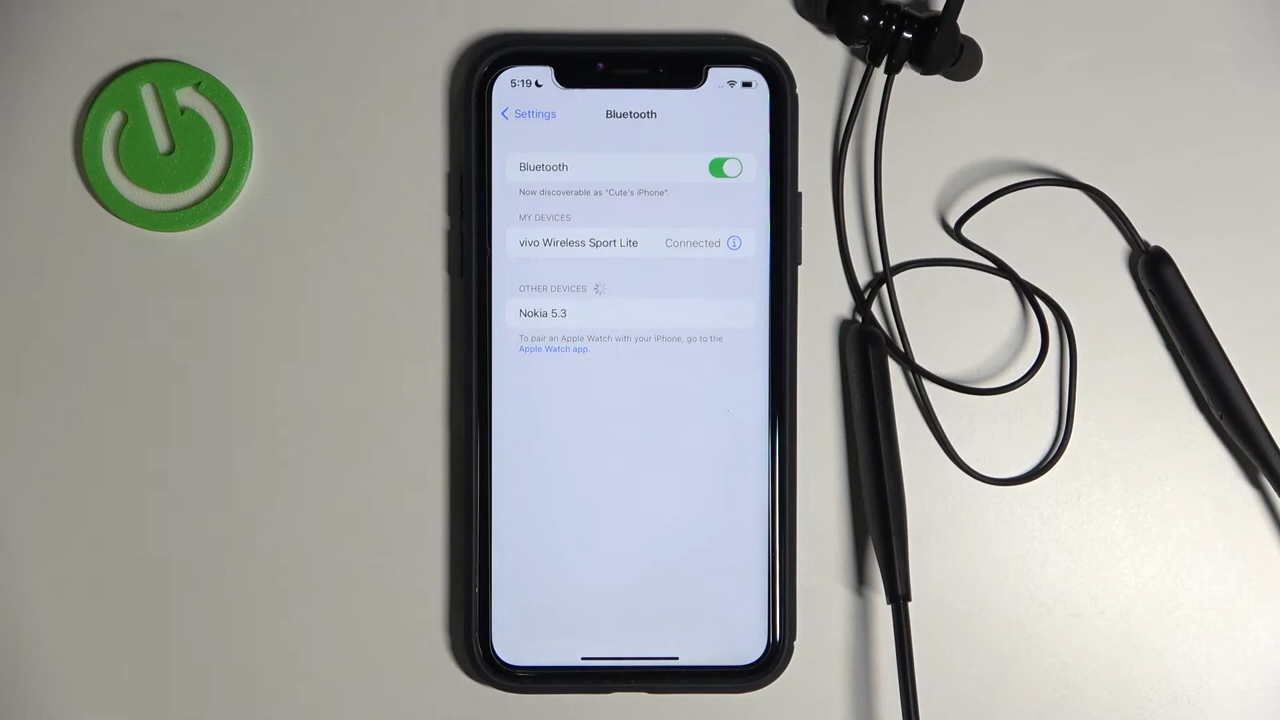 5:19
Settings
Bluetooth
Bluetooth
Now discoverable as "Cute's iPhone".
MY DEVICES
vivo Wireless Sport Lite Connected
OTHER DEVICES
Nokia 5.3
To pair an Apple Watch with your iPhone, go to the
Apple Watch app.